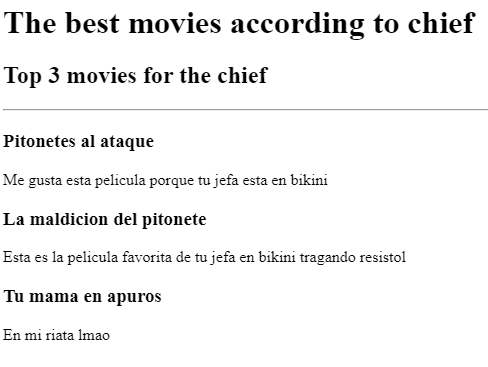 The best movies according to chief
Top 3 movies for the chief
Pitonetes al ataque
Me gusta esta pelicula porque tu jefa esta en bikini
La maldicion del pitonete
Esta es la pelicula favorita de tu jefa en bikini tragando resistol
Tu mama en apuros
En mi riata lmao